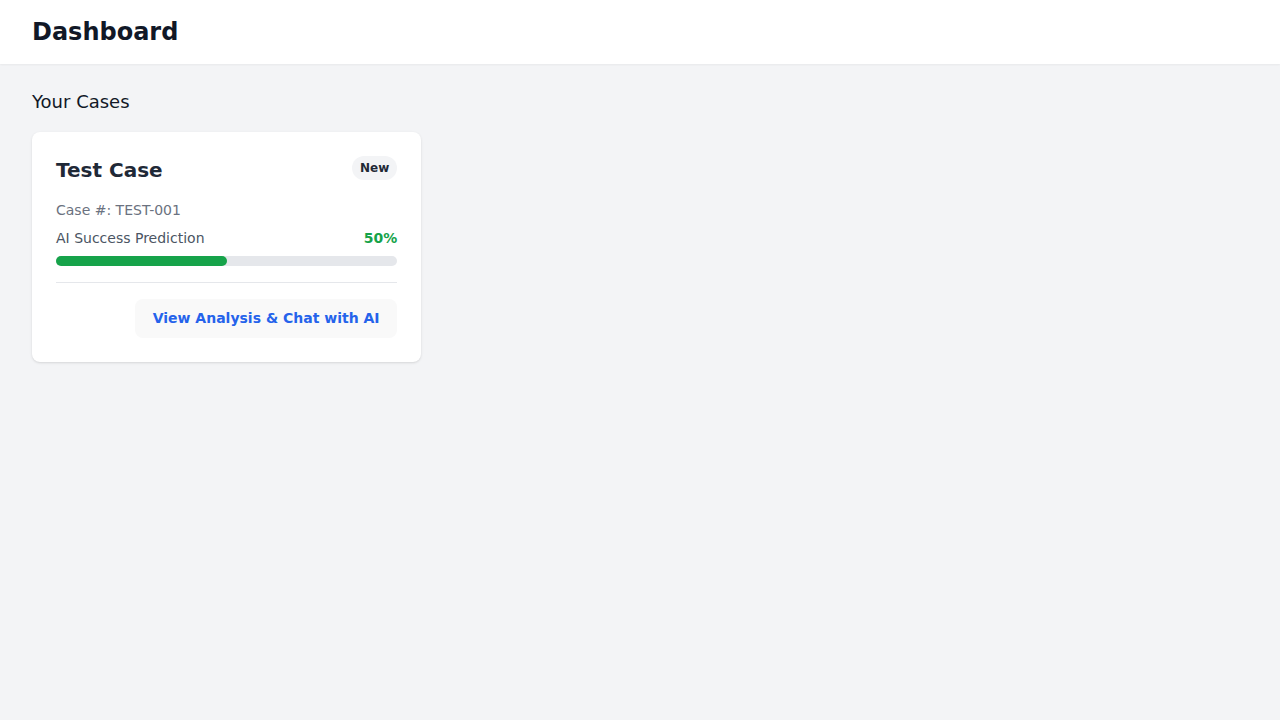 Dashboard
Your Cases
Test Case
New
Case #: TEST-001
AI Success Prediction
50%
View Analysis & Chat with AI